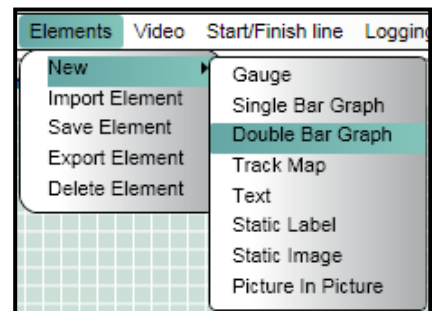 Elements Video Start/Finish line Logging
New
Import Element
Save Element
Export Element
Delete Element
Gauge
Single Bar Graph
Double Bar Graph
Track Map
Text
Static Label
Static Image
Picture In Picture